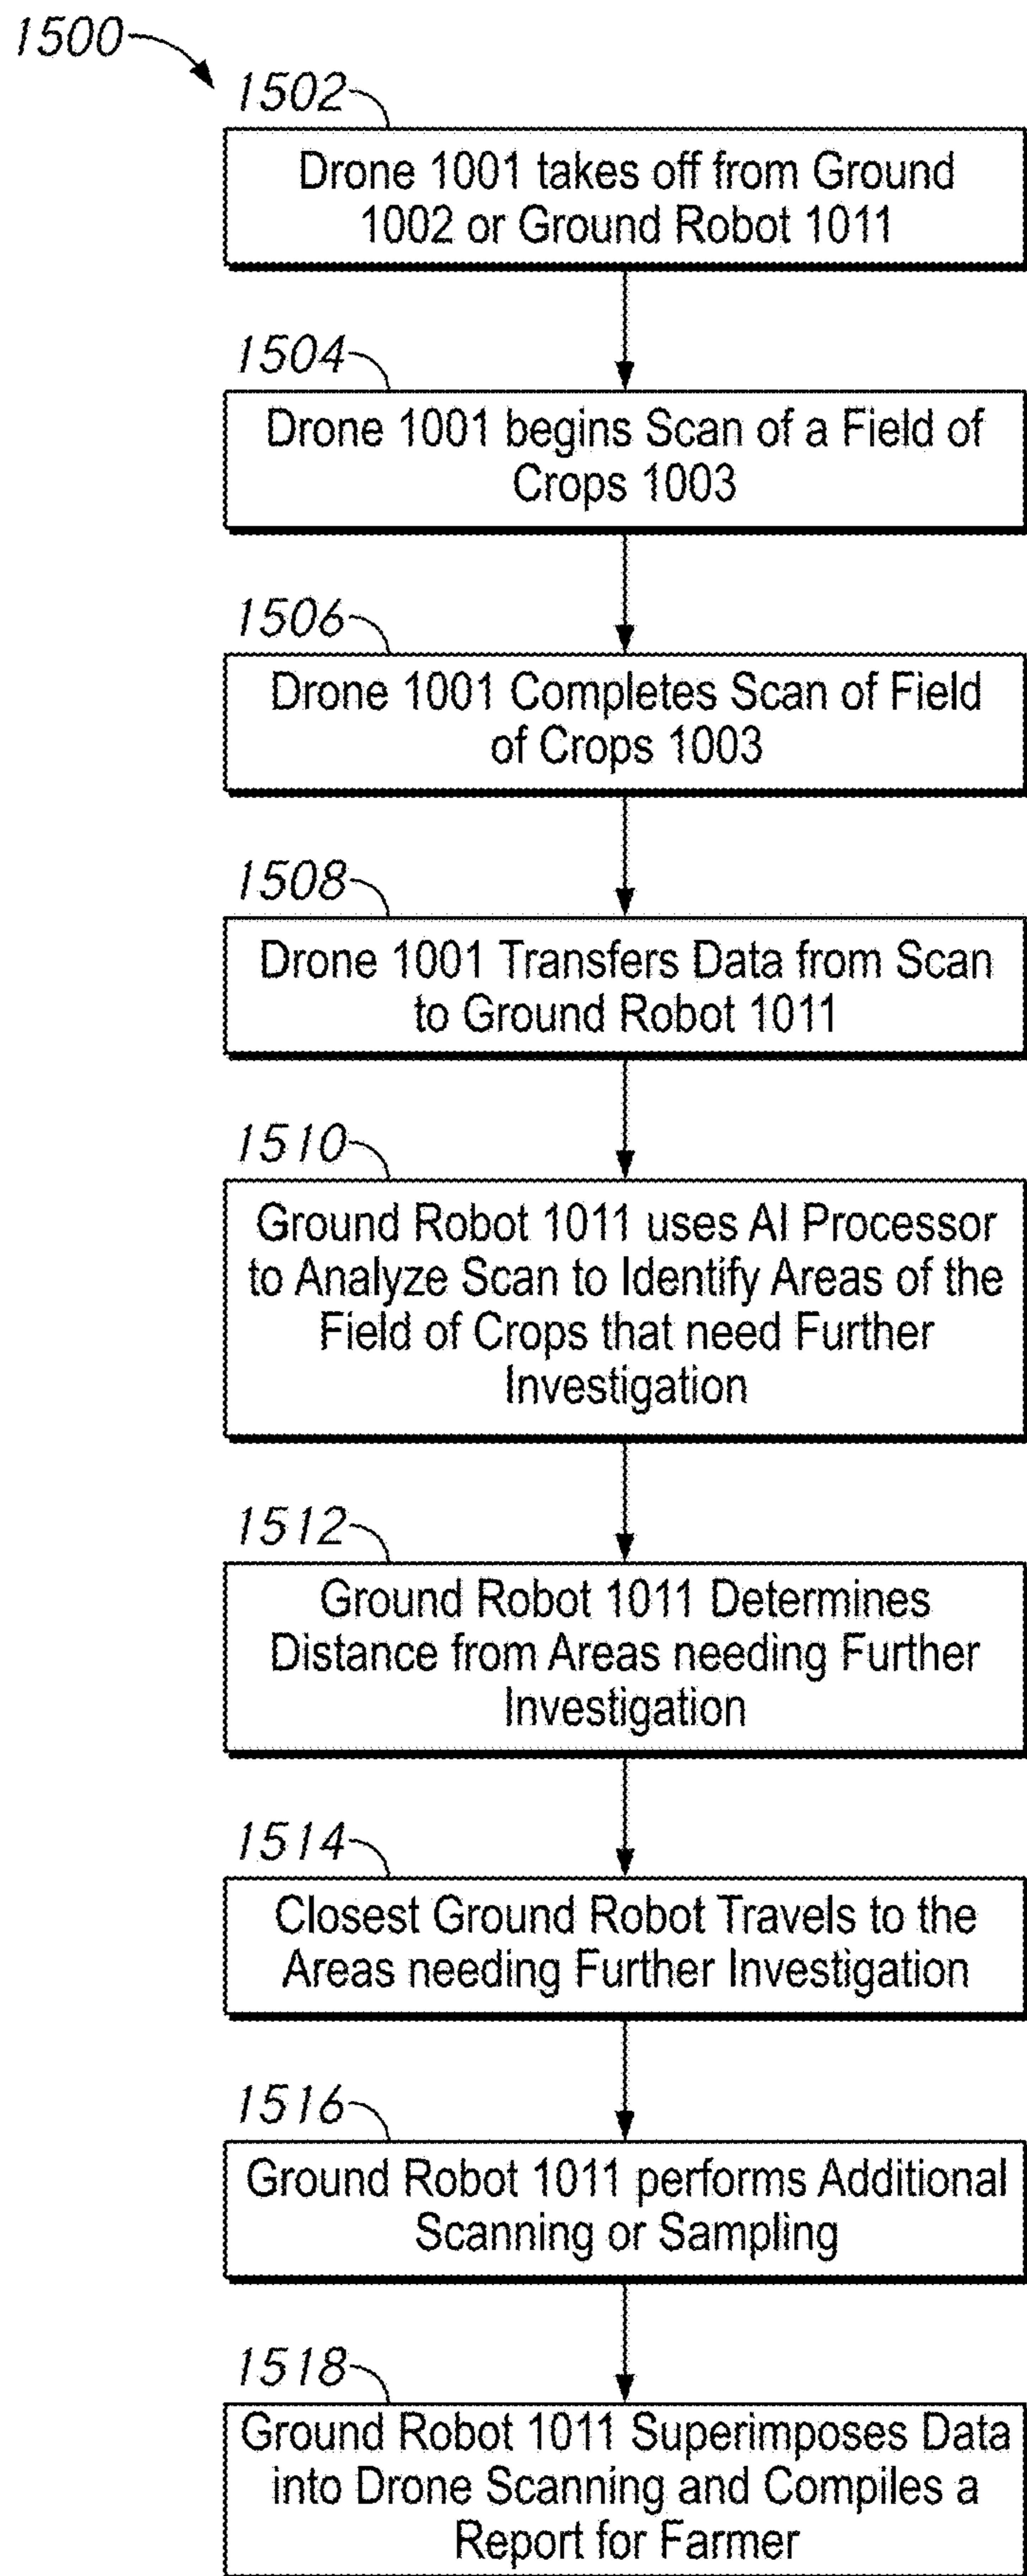 1500
1502
Drone 1001 takes off from Ground
1002 or Ground Robot 1011
1504
Drone 1001 begins Scan of a Field of
Crops 1003
1506
Drone 1001 Completes Scan of Field
of Crops 1003
1508
Drone 1001 Transfers Data from Scan
to Ground Robot 1011
1510
Ground Robot 1011 uses AI Processor
to Analyze Scan to Identify Areas of the
Field of Crops that need Further
Investigation
1512
Ground Robot 1011 Determines
Distance from Areas needing Further
Investigation
1514
Closest Ground Robot Travels to the
Areas needing Further Investigation
1516
Ground Robot 1011 performs Additional
Scanning or Sampling
1518
Ground Robot 1011 Superimposes Data
into Drone Scanning and Compiles a
Report for Farmer